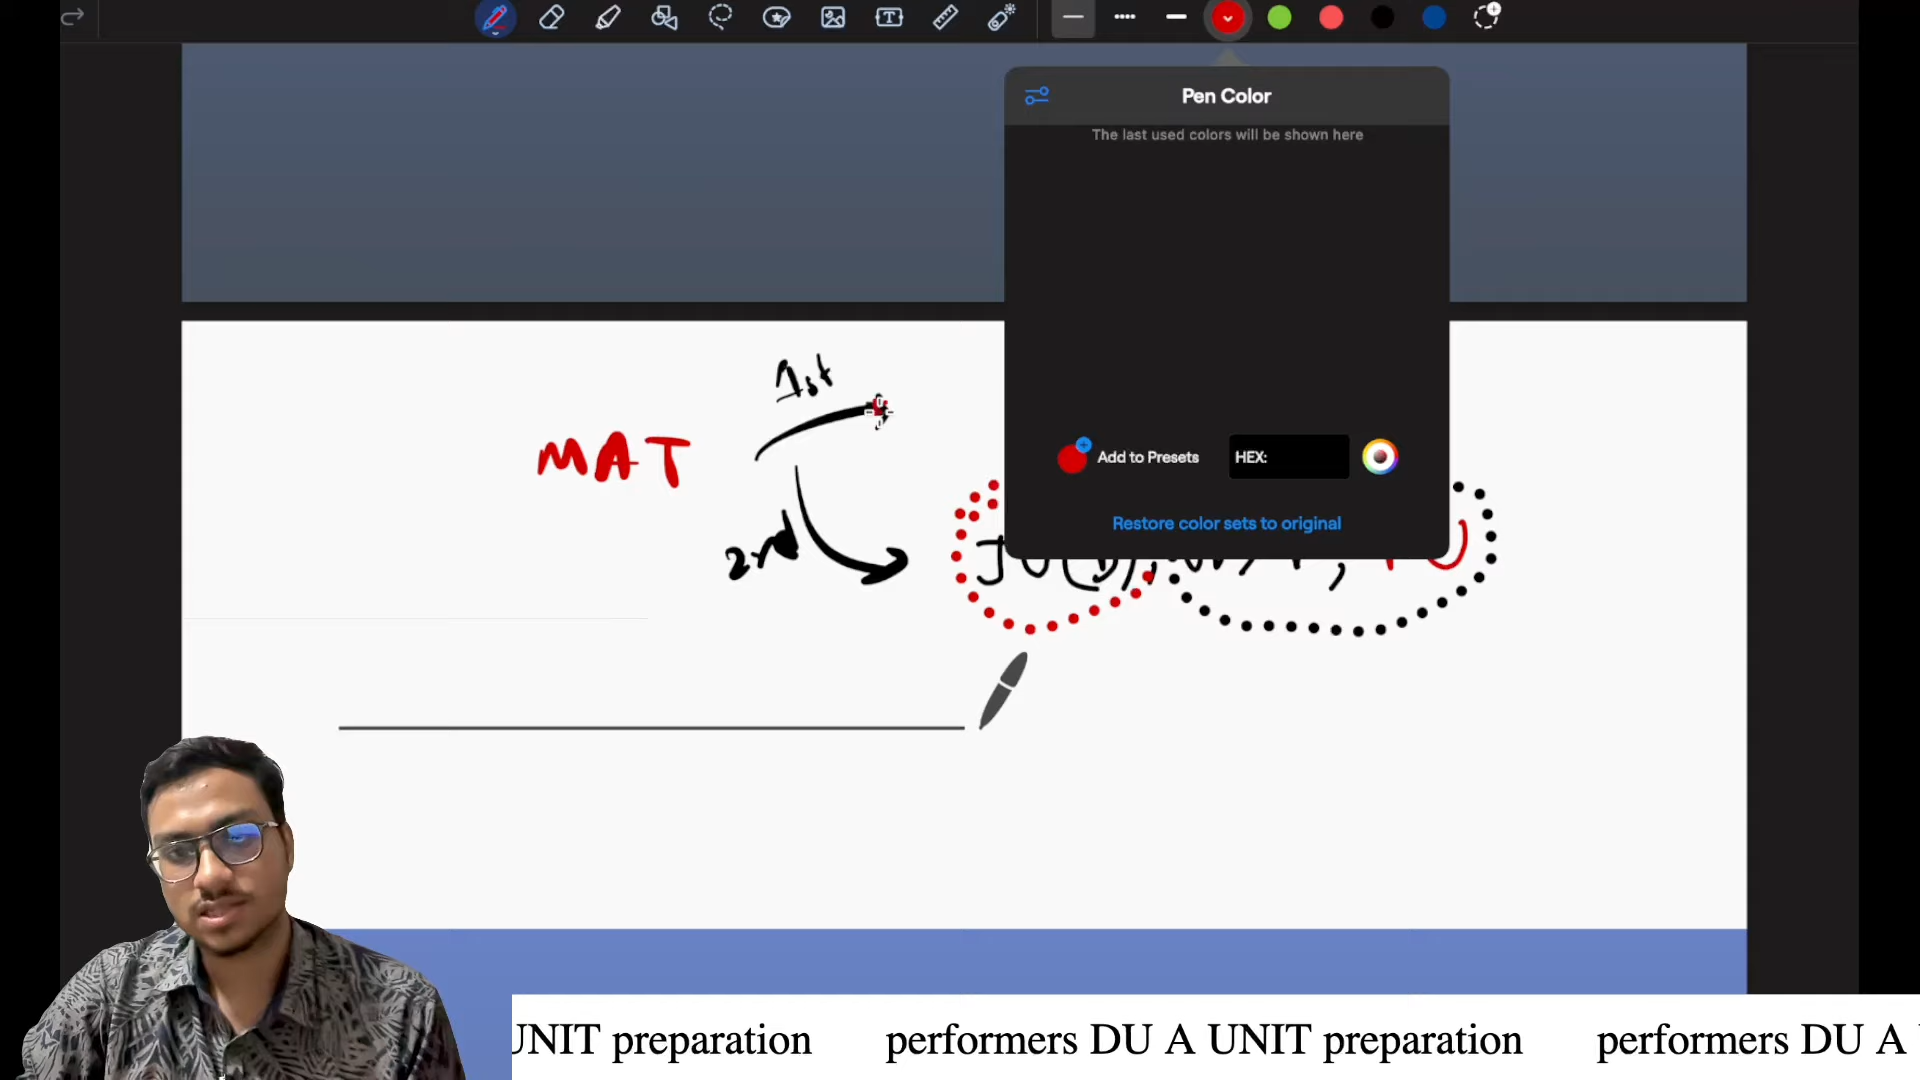 Pen Color
The last used colors will be shown here
1st
MAT
Add to Presets HEX:
Restore color sets to original
2nd
JU(D),
UNIT preparation performers DU A UNIT preparation performers DU A